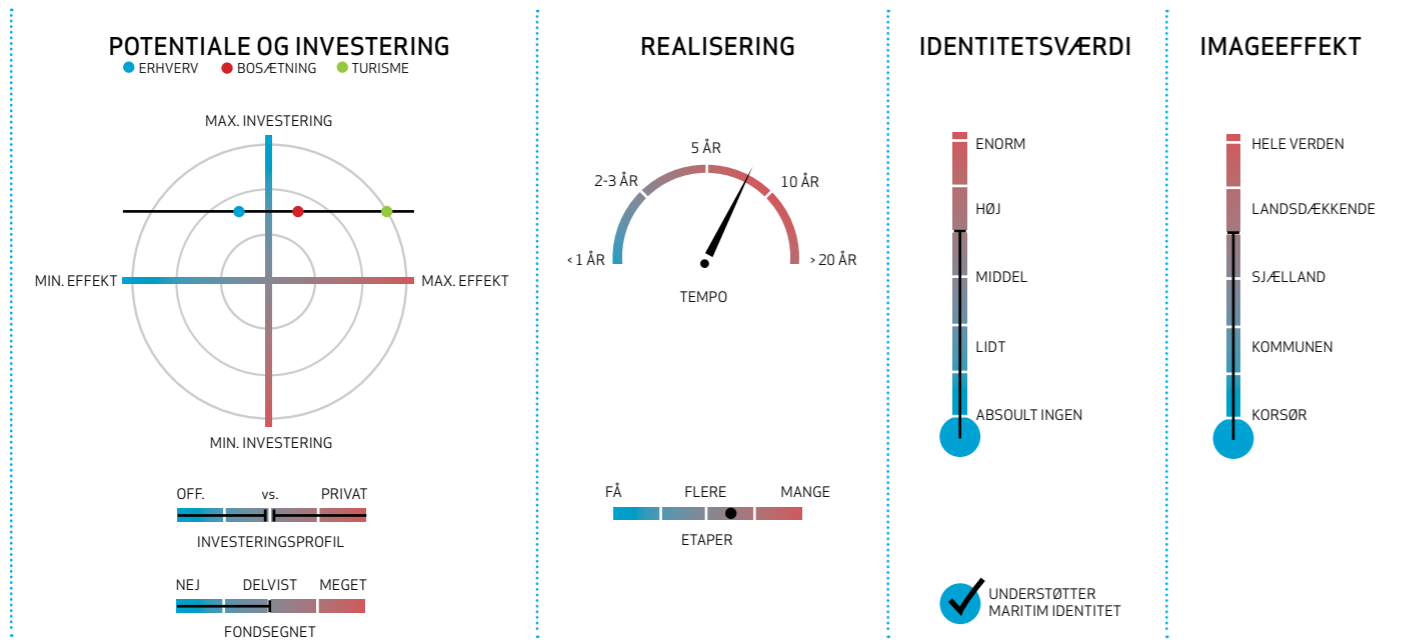 POTENTIALE OG INVESTERING
ERHVERV BOSÆTNING TURISME
MAX. INVESTERING
MIN. EFFEKT
MAX. EFFEKT
MIN. INVESTERING
OFF. vs. PRIVAT
INVESTERINGSPROFIL
NEJ DELVIST MEGET
FONDSEGNET
REALISERING
5 ÅR
2-3 ÅR
10 ÅR
<1 ÅR
>20 ÅR
TEMPO
FÅ FLERE MANGE
ETAPER
IDENTITETSVÆRDI
ENORM
HØJ
MIDDEL
LIDT
ABSOULT INGEN
UNDERSTØTTER
MARITIM IDENTITET
IMAGEEFFEKT
HELE VERDEN
LANDSDÆKKENDE
SJÆLLAND
KOMMUNEN
KORSØR